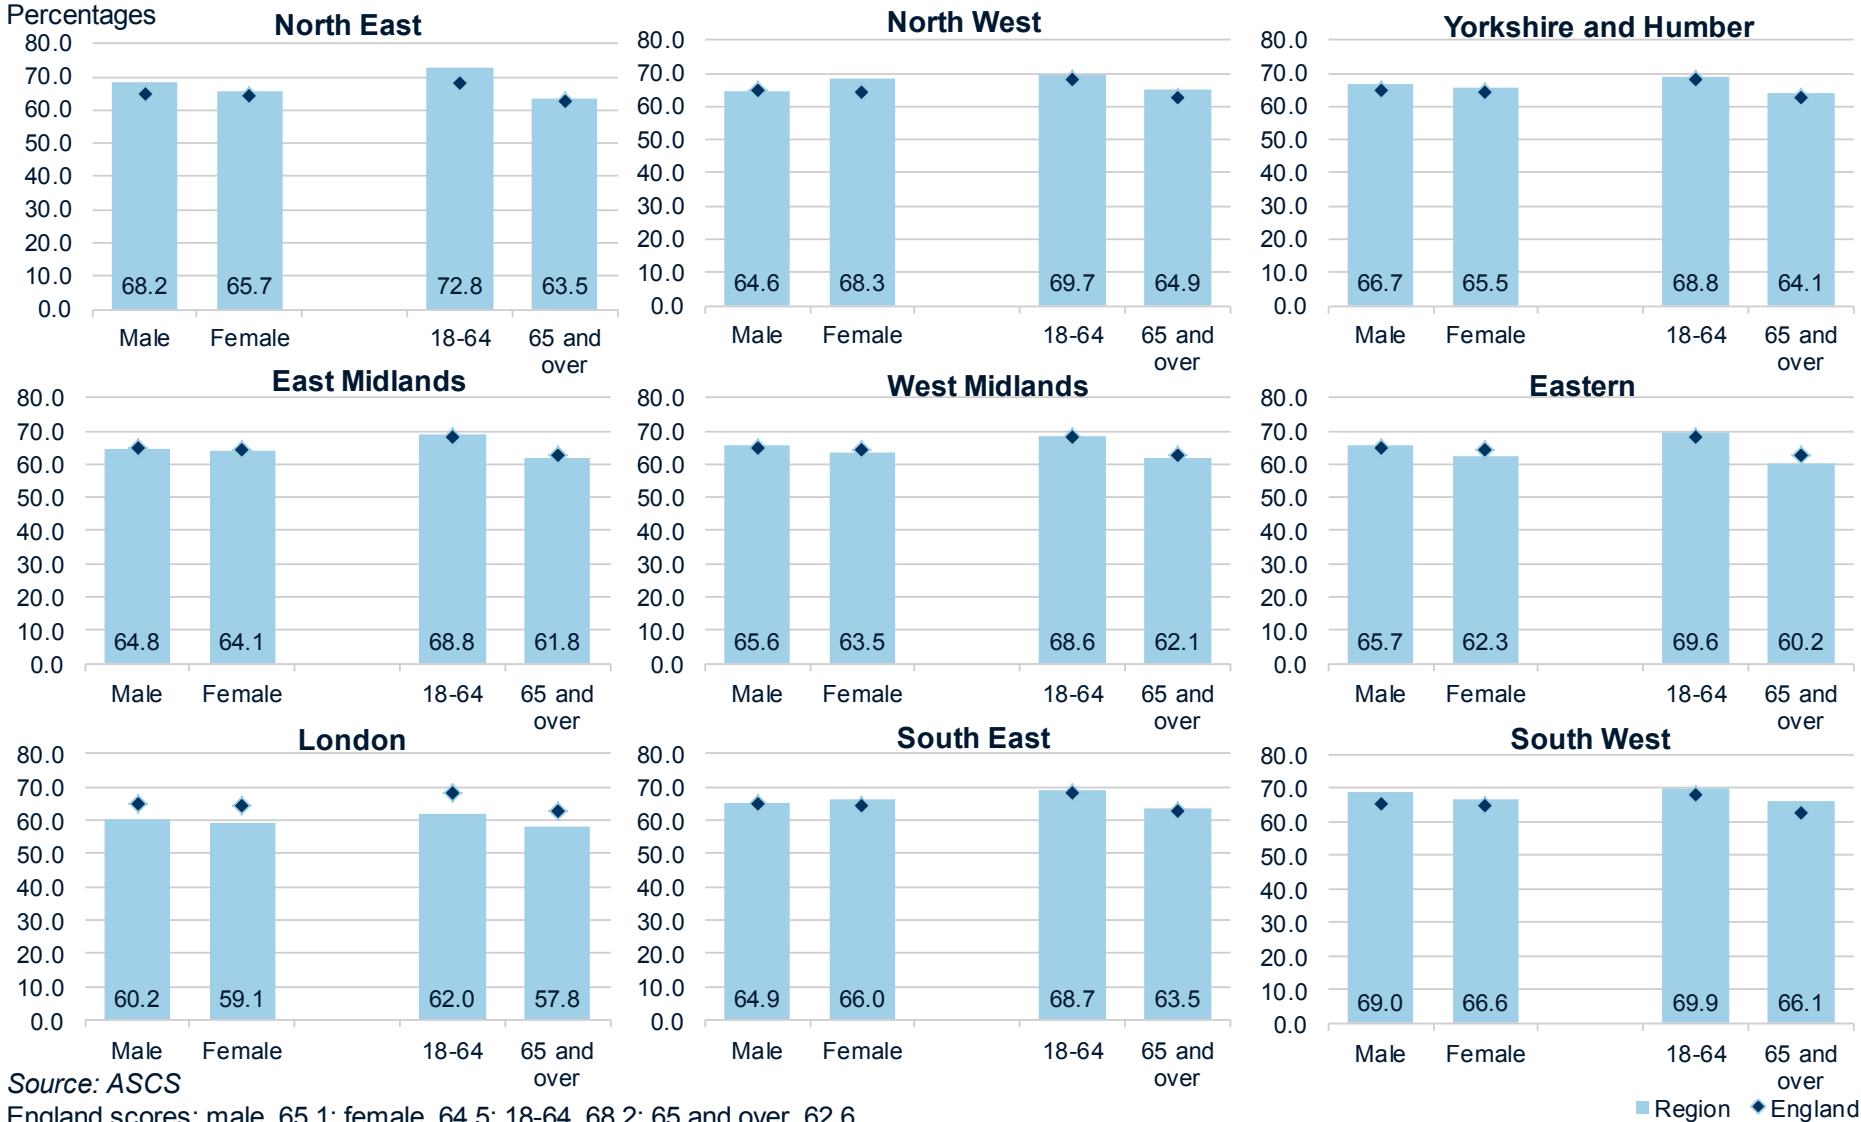 Percentages
North East
80.0
70.0
60.0
50.0
40.0
30.0
20.0
10.0
0.0
68.2 65.7 72.8 63.5
Male Female 18-64 65 and
over
North West
80.0
70.0
60.0
50.0
40.0
30.0
20.0
10.0
0.0
64.6 68.3 69.7 64.9
Male Female 18-64 65 and
over
Yorkshire and Humber
80.0
70.0
60.0
50.0
40.0
30.0
20.0
10.0
0.0
66.7 65.5 68.8 64.1
Male Female 18-64 65 and
over
East Midlands
80.0
70.0
60.0
50.0
40.0
30.0
20.0
10.0
0.0
64.8 64.1 68.8 61.8
Male Female 18-64 65 and
over
West Midlands
80.0
70.0
60.0
50.0
40.0
30.0
20.0
10.0
0.0
65.6 63.5 68.6 62.1
Male Female 18-64 65 and
over
Eastern
80.0
70.0
60.0
50.0
40.0
30.0
20.0
10.0
0.0
65.7 62.3 69.6 60.2
Male Female 18-64 65 and
over
London
80.0
70.0
60.0
50.0
40.0
30.0
20.0
10.0
0.0
60.2 59.1 62.0 57.8
Male Female 18-64 65 and
over
South East
80.0
70.0
60.0
50.0
40.0
30.0
20.0
10.0
0.0
64.9 66.0 68.7 63.5
Male Female 18-64 65 and
over
South West
80.0
70.0
60.0
50.0
40.0
30.0
20.0
10.0
0.0
69.0 66.6 69.9 66.1
Male Female 18-64 65 and
over
Source: ASCS
England scores: male, 65.1; female, 64.5; 18-64, 68.2; 65 and over, 62.6
Region England